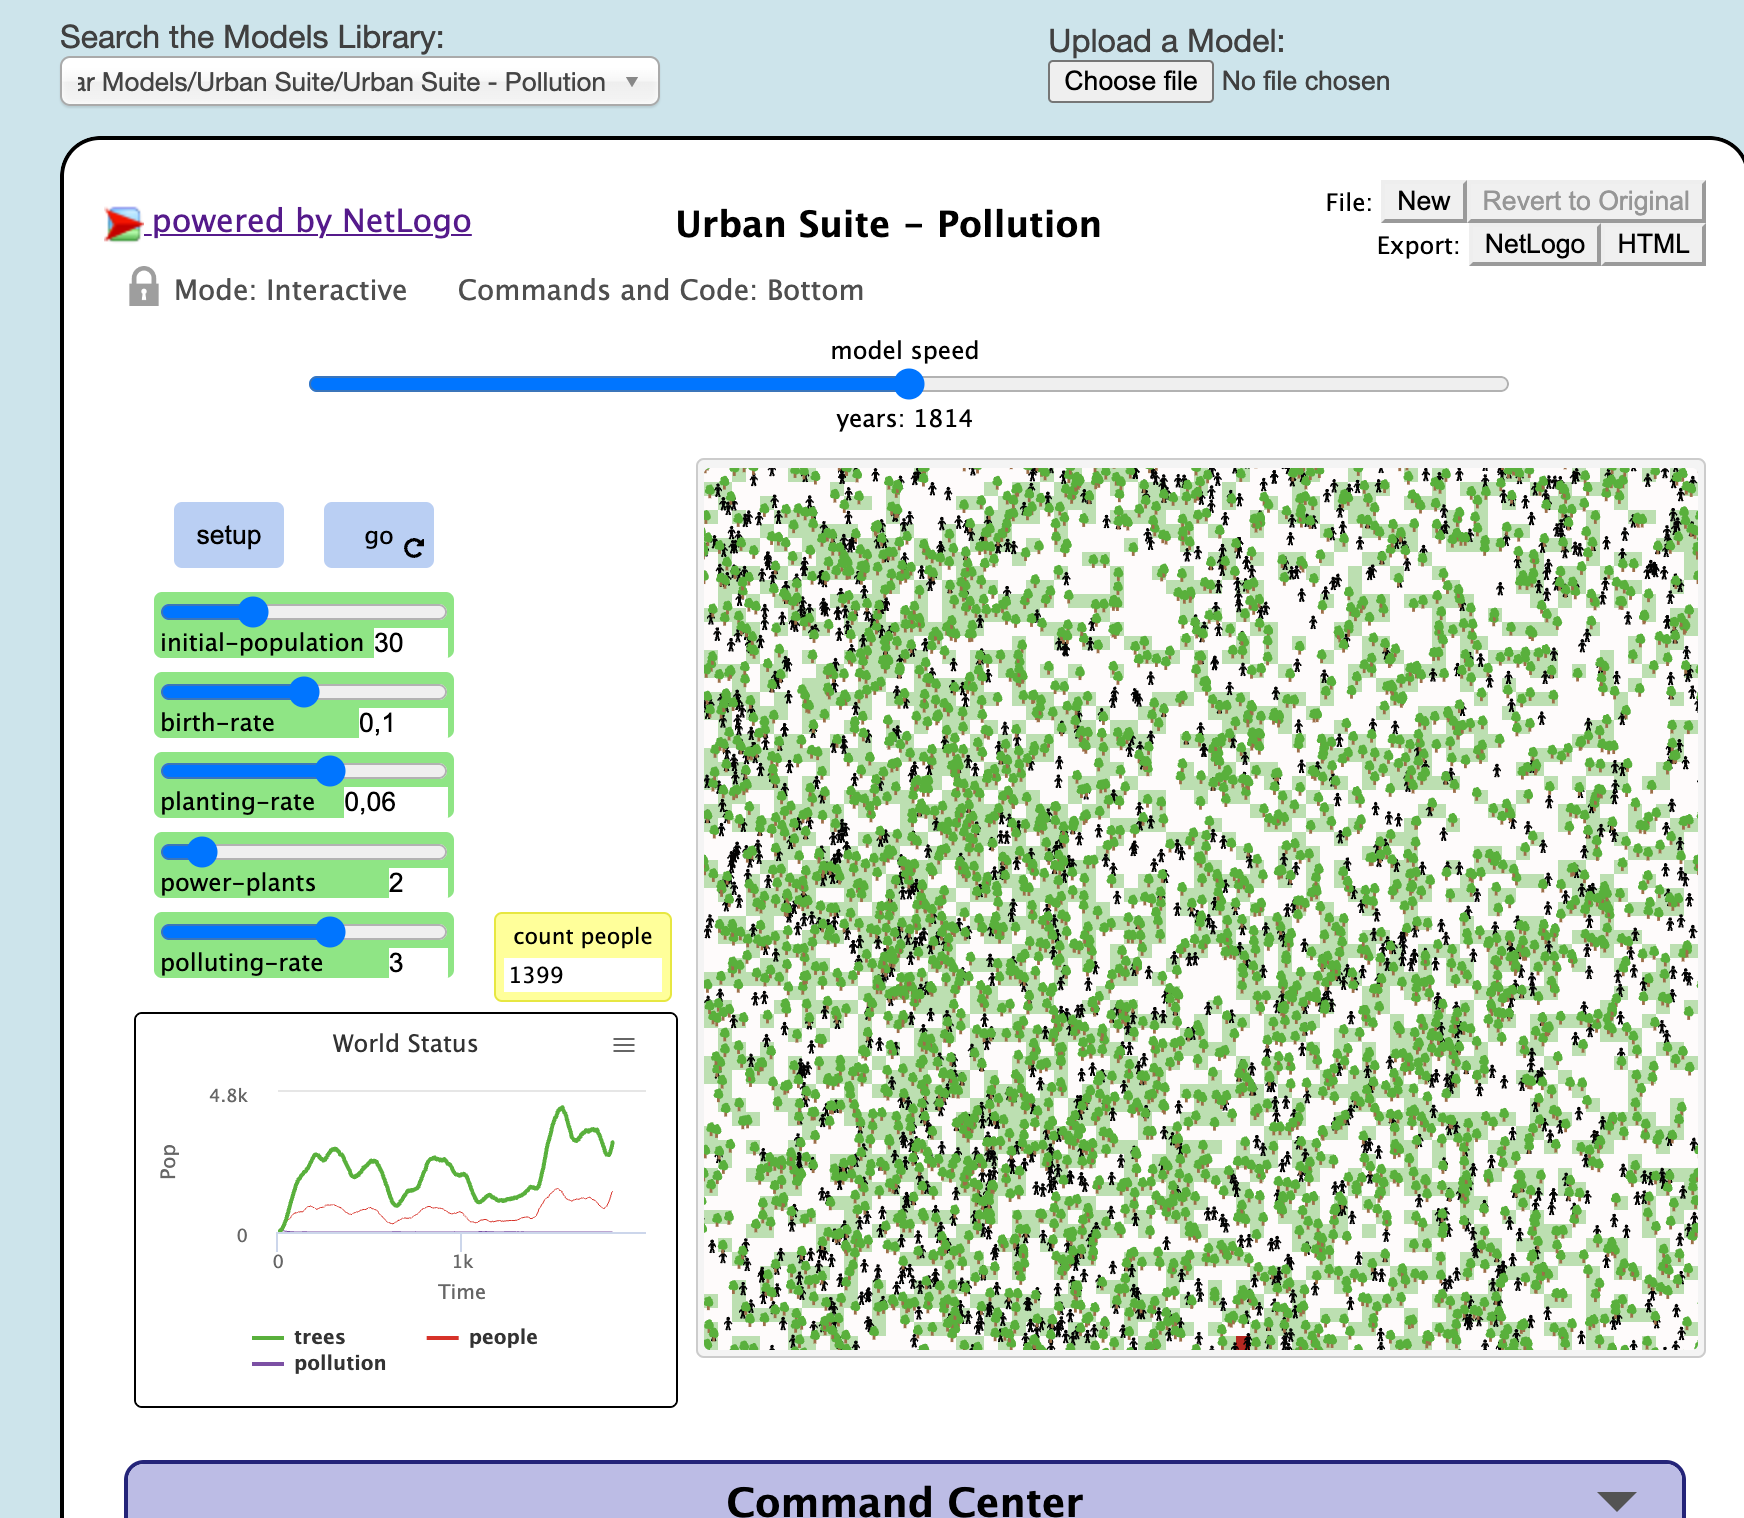 Search the Models Library:
ar Models/Urban Suite/Urban Suite - Pollution
Upload a Model:
Choose file No file chosen
powered by NetLogo
Urban Suite – Pollution
File: New Revert to Original
Export: NetLogo HTML
Mode: Interactive Commands and Code: Bottom
model speed
years: 1814
setup
go
initial-population 30
birth-rate 0,1
planting-rate 0,06
power-plants 2
polluting-rate 3
count people
1399
World Status
4.8k
Pop
0
0 1k
Time
trees people
pollution
Command Center